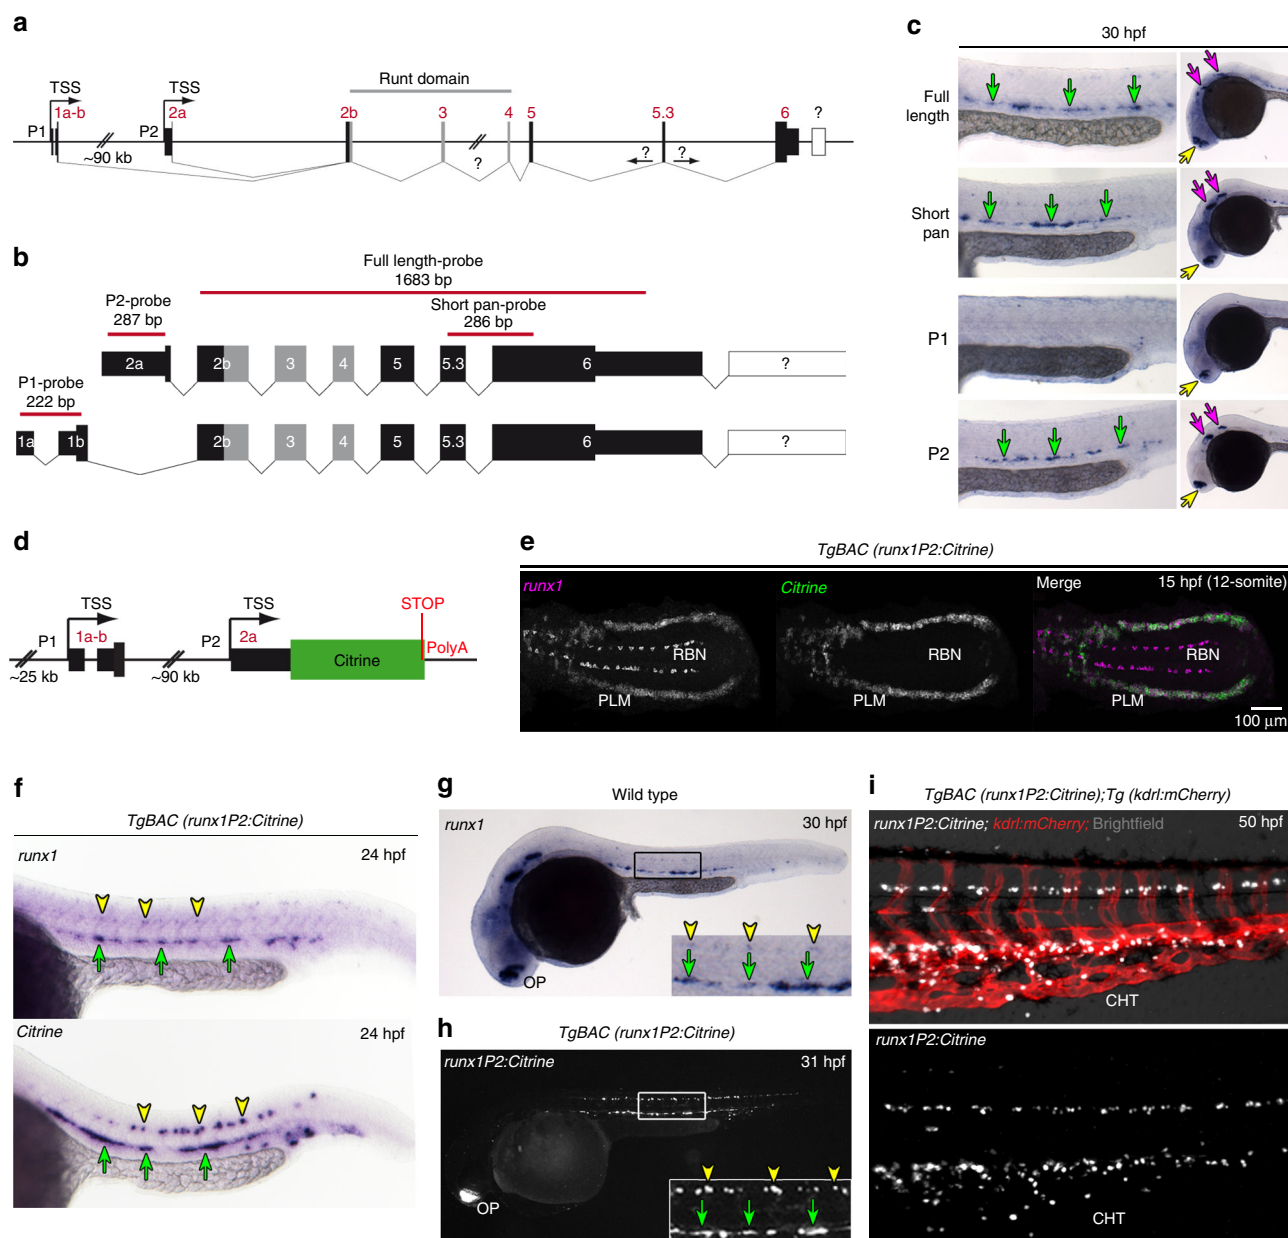 a
Runt domain
TSS
TSS
1a-b
2a
2b
3
4
5
5.3
6
?
P1
P2
~90 kb
?
?
?
b
Full length-probe
1683 bp
P2-probe
287 bp
Short pan-probe
286 bp
2a
2b
3
4
5
5.3
6
?
P1-probe
222 bp
1a
1b
2b
3
4
5
5.3
6
?
c
30 hpf
Full
length
Short
pan
P1
P2
d
STOP
TSS
TSS
P1
1a-b
P2
2a
PolyA
Citrine
~25 kb
~90 kb
e
TgBAC (runx1P2:Citrine)
runx1
Citrine
Merge
15 hpf (12-somite)
RBN
RBN
RBN
PLM
PLM
100 µm
f
TgBAC (runx1P2:Citrine)
runx1
24 hpf
Citrine
24 hpf
g
Wild type
runx1
30 hpf
OP
h
TgBAC (runx1P2:Citrine)
runx1P2:Citrine
31 hpf
OP
i
TgBAC (runx1P2:Citrine);Tg (kdrl:mCherry)
runx1P2:Citrine; kdrl:mCherry; Brightfield
50 hpf
CHT
runx1P2:Citrine
CHT